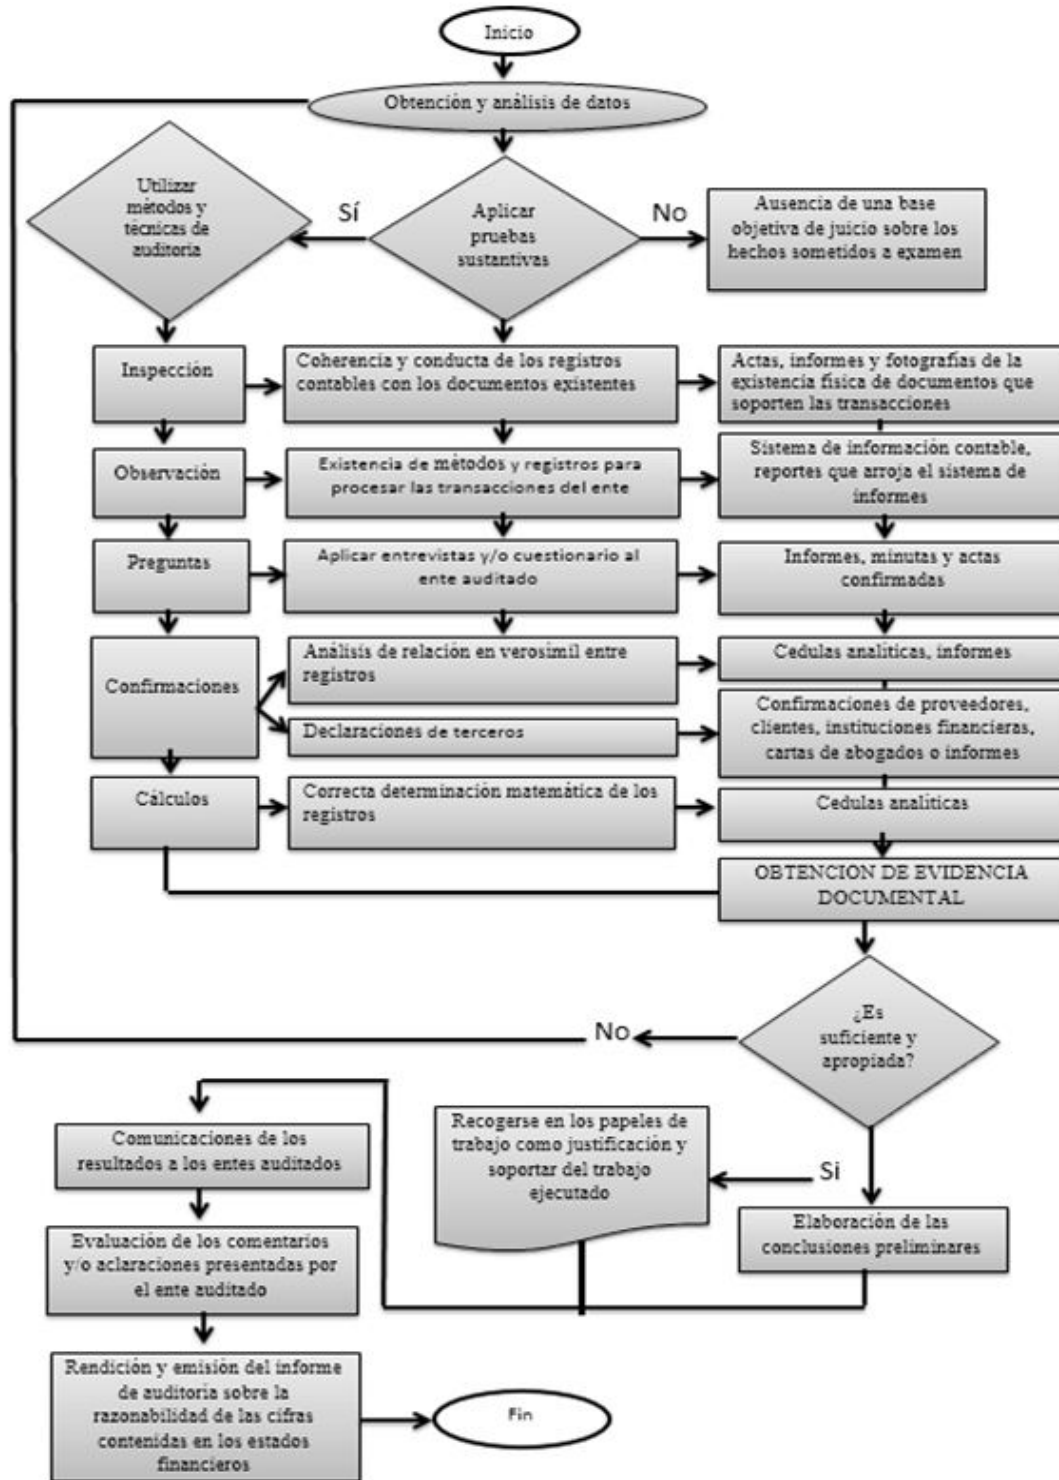 Inicio
Obtención y análisis de datos
Utilizar
métodos y
técnicas de
auditoría
Sí
Aplicar
pruebas
sustantivas
No
Ausencia de una base
objetiva de juicio sobre los
hechos sometidos a examen
Inspección
Coherencia y conducta de los registros
contables con los documentos existentes
Actas, informes y fotografías de la
existencia física de documentos que
soporten las transacciones
Observación
Existencia de métodos y registros para
procesar las transacciones del ente
Sistema de información contable,
reportes que arroja el sistema de
informes
Preguntas
Aplicar entrevistas y/o cuestionario al
ente auditado
Informes, minutas y actas
confirmadas
Confirmaciones
Análisis de relación en verosímil entre
registros
Cedulas analíticas, informes
Declaraciones de terceros
Confirmaciones de proveedores,
clientes, instituciones financieras,
cartas de abogados o informes
Cálculos
Correcta determinación matemática de los
registros
Cedulas analíticas
OBTENCIÓN DE EVIDENCIA
DOCUMENTAL
¿Es
suficiente y
apropiada?
No
Si
Recogerse en los papeles de
trabajo como justificación y
soportar del trabajo
ejecutado
Elaboración de las
conclusiones preliminares
Comunicaciones de los
resultados a los entes auditados
Evaluación de los comentarios
y/o aclaraciones presentadas por
el ente auditado
Rendición y emisión del informe
de auditoría sobre la
razonabilidad de las cifras
contenidas en los estados
financieros
Fin